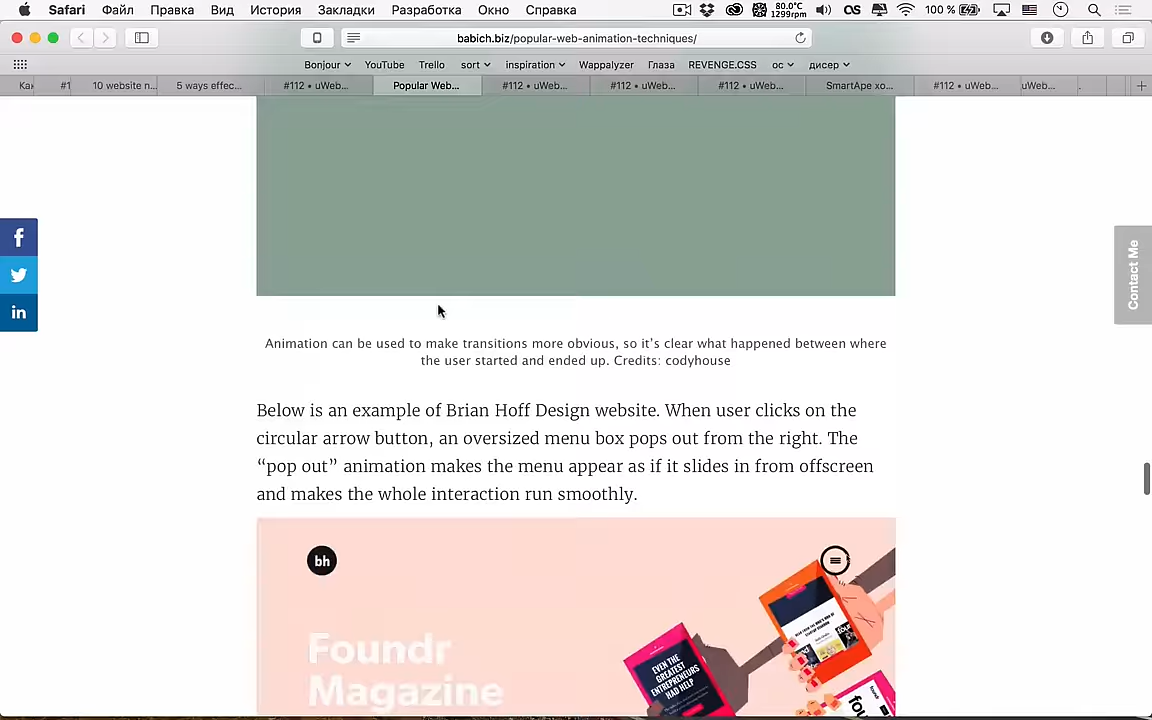 Safari Файл Правка Вид История Закладки Разработка Окно Справка 80.0°C 1299rpm 100 %
babich.biz/popular-web-animation-techniques/
Bonjour YouTube Trello sort inspiration Wappalyzer Глаза REVENGE.CSS ос дисер
#1 10 website n... 5 ways effec... #112 • uWeb... Popular Web... #112 • uWeb... #112 • uWeb... #112 • uWeb... SmartApe хо... #112 • uWeb... uWeb...
Contact Me
Animation can be used to make transitions more obvious, so it's clear what happened between where
the user started and ended up. Credits: codyhouse
Below is an example of Brian Hoff Design website. When user clicks on the
circular arrow button, an oversized menu box pops out from the right. The
“pop out” animation makes the menu appear as if it slides in from offscreen
and makes the whole interaction run smoothly.
bh
Foundr
Magazine
EVEN THE
GREATEST
ENTREPRENEURS
HAD HELP